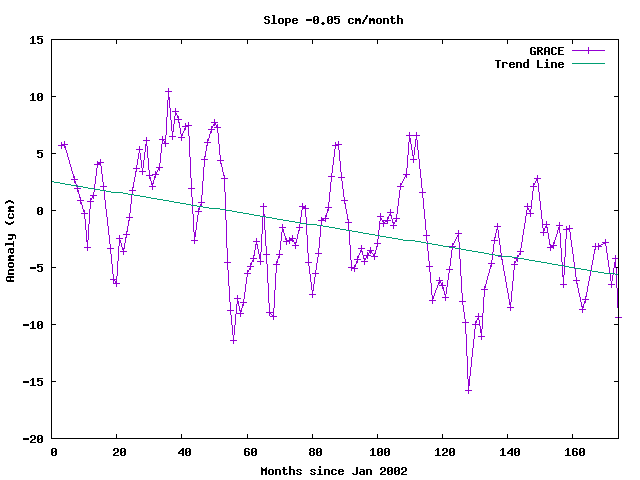 Slope -0.05 cm/month
GRACE
Trend Line
15
10
5
0
-5
-10
-15
-20
Anomaly (cm)
0 20 40 60 80 100 120 140 160
Months since Jan 2002